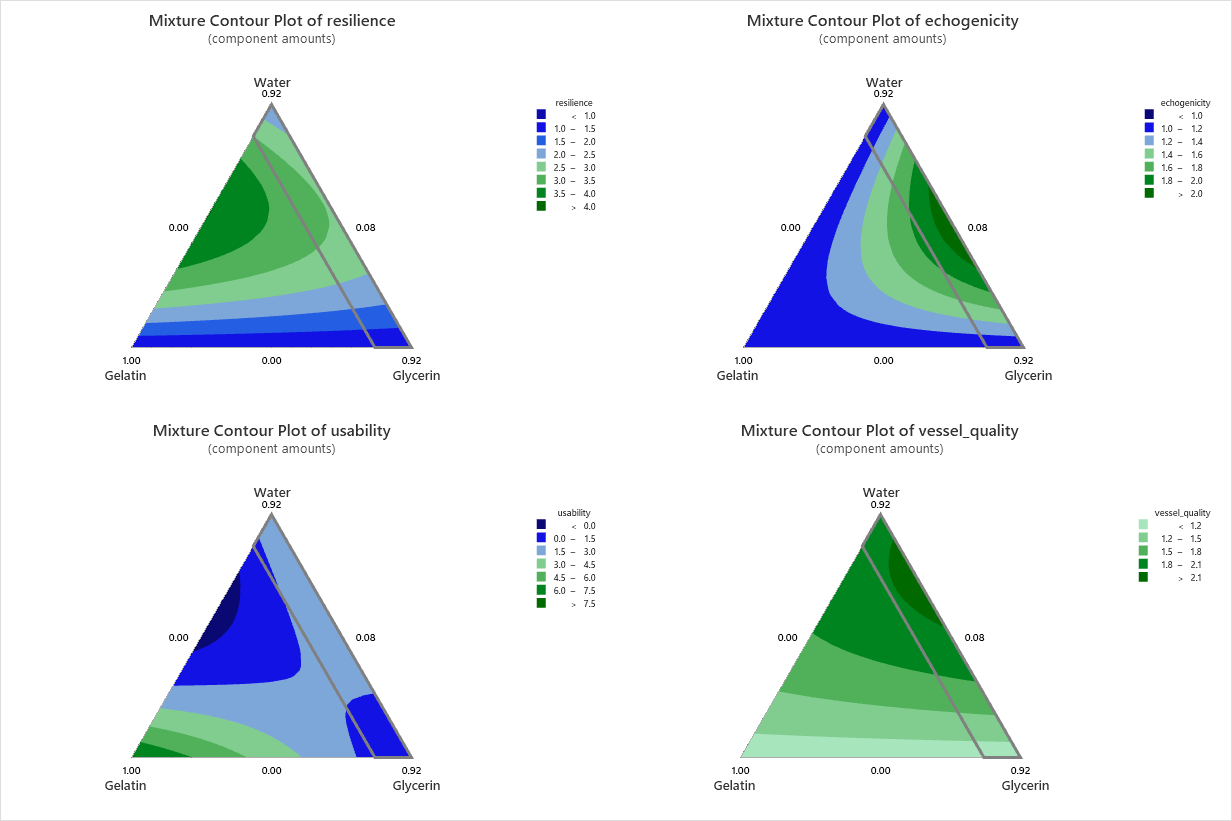 Mixture Contour Plot of resilience
(component amounts)
Water
0.92
0.00
0.08
1.00
0.00
0.92
Gelatin
Glycerin
resilience
< 1.0
1.0 – 1.5
1.5 – 2.0
2.0 – 2.5
2.5 – 3.0
3.0 – 3.5
3.5 – 4.0
> 4.0
Mixture Contour Plot of echogenicity
(component amounts)
Water
0.92
0.00
0.08
1.00
0.00
0.92
Gelatin
Glycerin
echogenicity
< 1.0
1.0 – 1.2
1.2 – 1.4
1.4 – 1.6
1.6 – 1.8
1.8 – 2.0
> 2.0
Mixture Contour Plot of usability
(component amounts)
Water
0.92
0.00
0.08
1.00
0.00
0.92
Gelatin
Glycerin
usability
< 0.0
0.0 – 1.5
1.5 – 3.0
3.0 – 4.5
4.5 – 6.0
6.0 – 7.5
> 7.5
Mixture Contour Plot of vessel_quality
(component amounts)
Water
0.92
0.00
0.08
1.00
0.00
0.92
Gelatin
Glycerin
vessel_quality
< 1.2
1.2 – 1.5
1.5 – 1.8
1.8 – 2.1
> 2.1